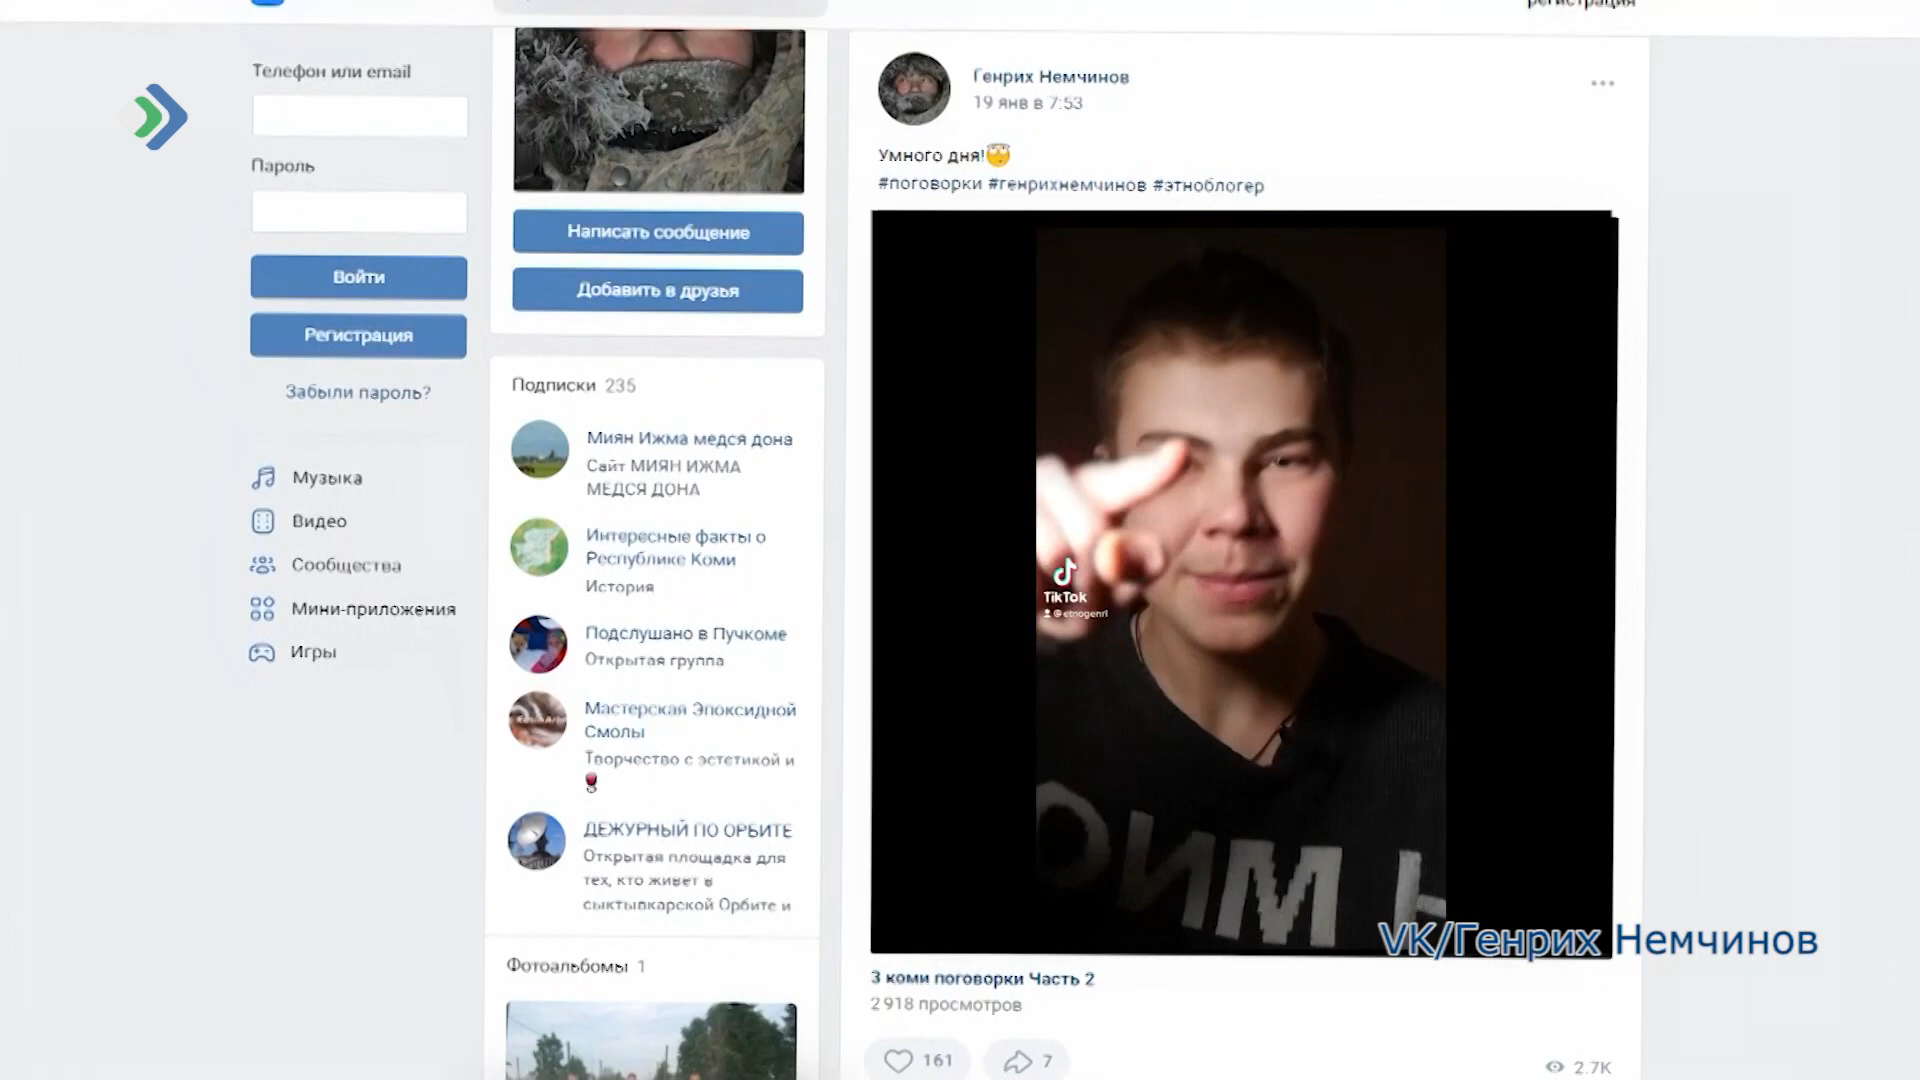 регистрация
Телефон или email
Пароль
Войти
Регистрация
Забыли пароль?
Музыка
Видео
Сообщества
Мини-приложения
Игры
Написать сообщение
Добавить в друзья
Подписки 235
Миян Ижма медся дона
Сайт МИЯН ИЖМА
МЕДСЯ ДОНА
Интересные факты о
Республике Коми
История
Подслушано в Пучкоме
Открытая группа
Мастерская Эпоксидной
Смолы
Творчество с эстетикой и
ДЕЖУРНЫЙ ПО ОРБИТЕ
Открытая площадка для
тех, кто живет в
сыктывкарской Орбите и
Фотоальбомы 1
Генрих Немчинов
19 янв в 7:53
Умного дня!
#поговорки #генрихнемчинов #этноблогер
TikTok
@etnogenri
ОИМ Н
VK/Генрих Немчинов
3 коми поговорки Часть 2
2 918 просмотров
161
7
2.7K